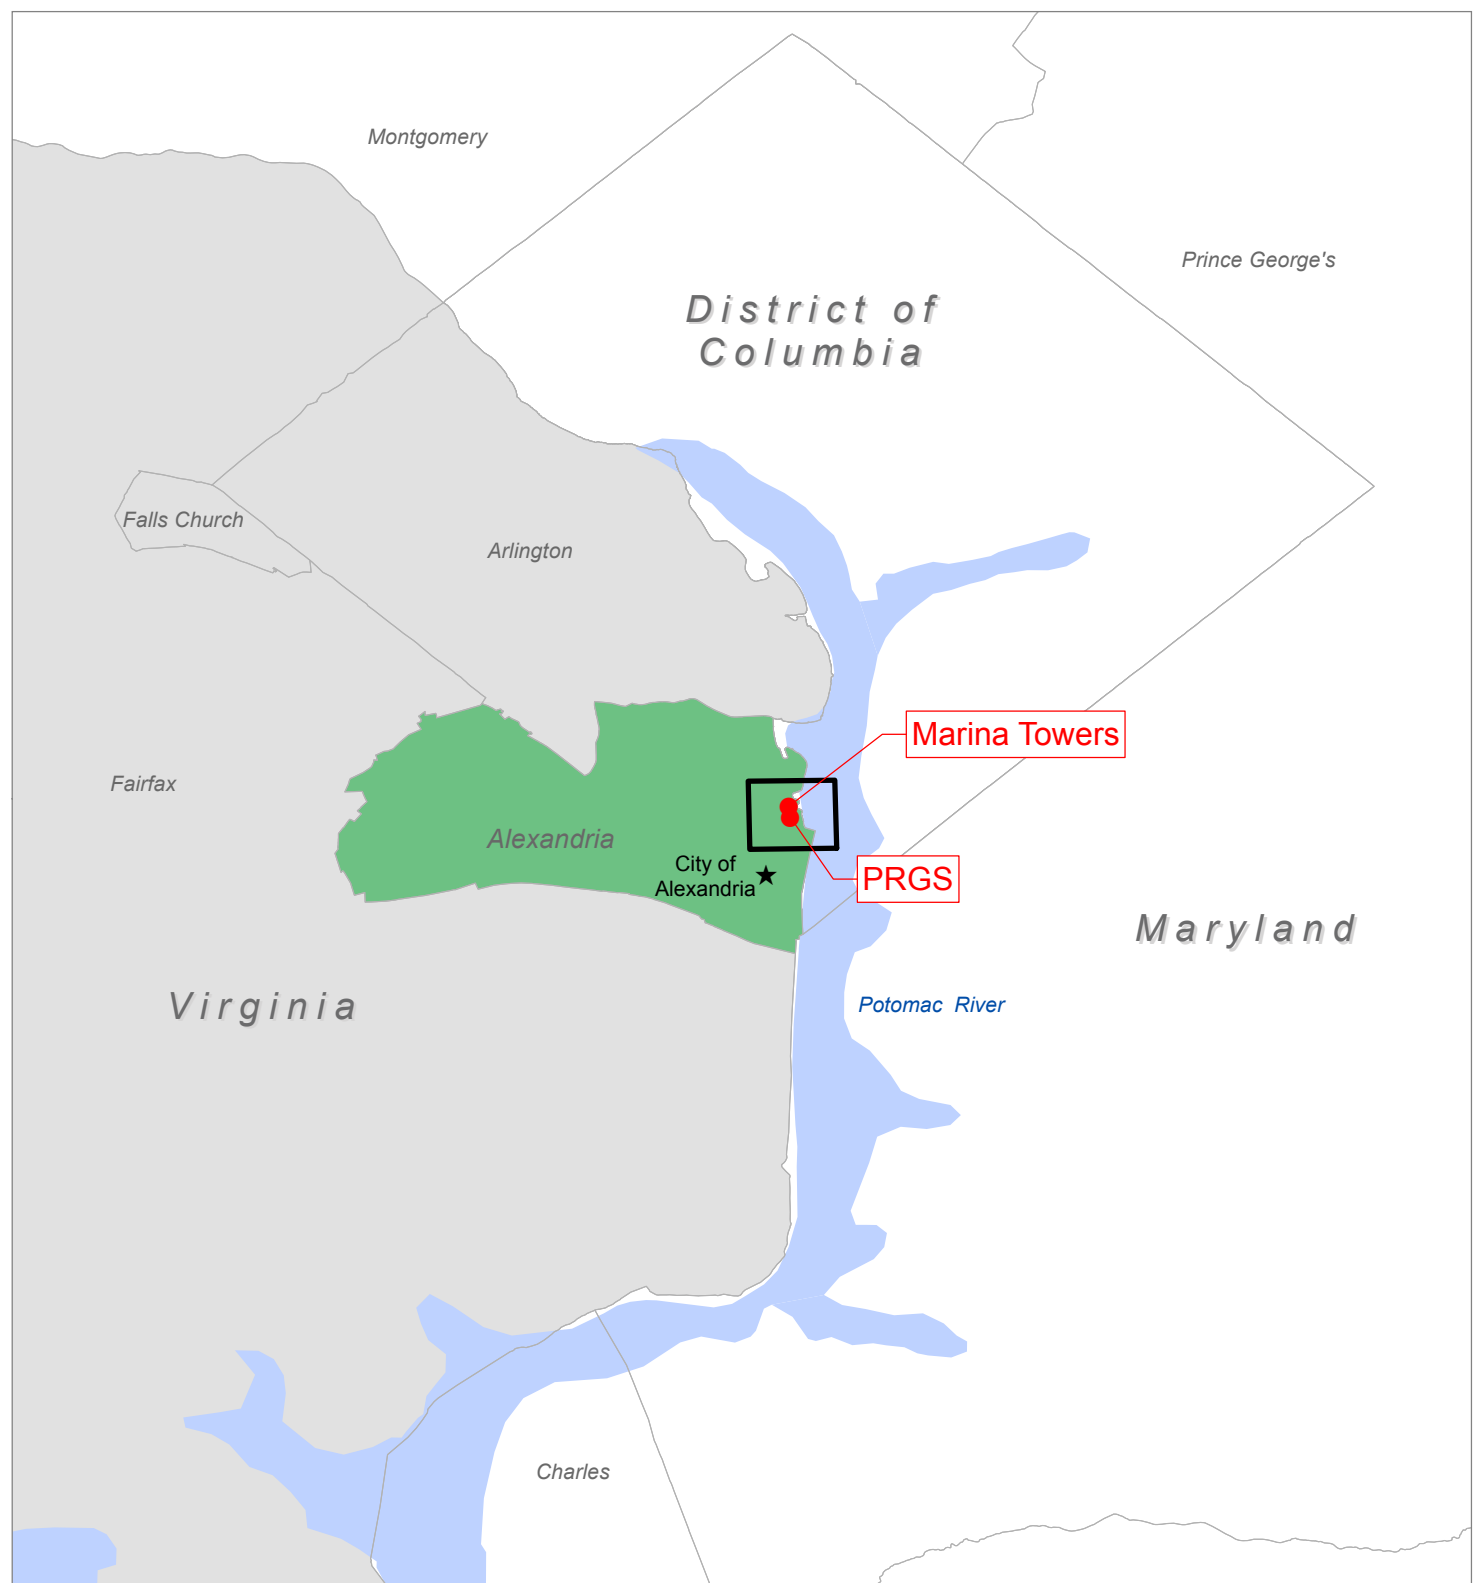 Montgomery
Prince George's
District of
Columbia
Falls Church
Arlington
Marina Towers
Fairfax
Alexandria
City of
Alexandria
PRGS
Maryland
Virginia
Potomac River
Charles